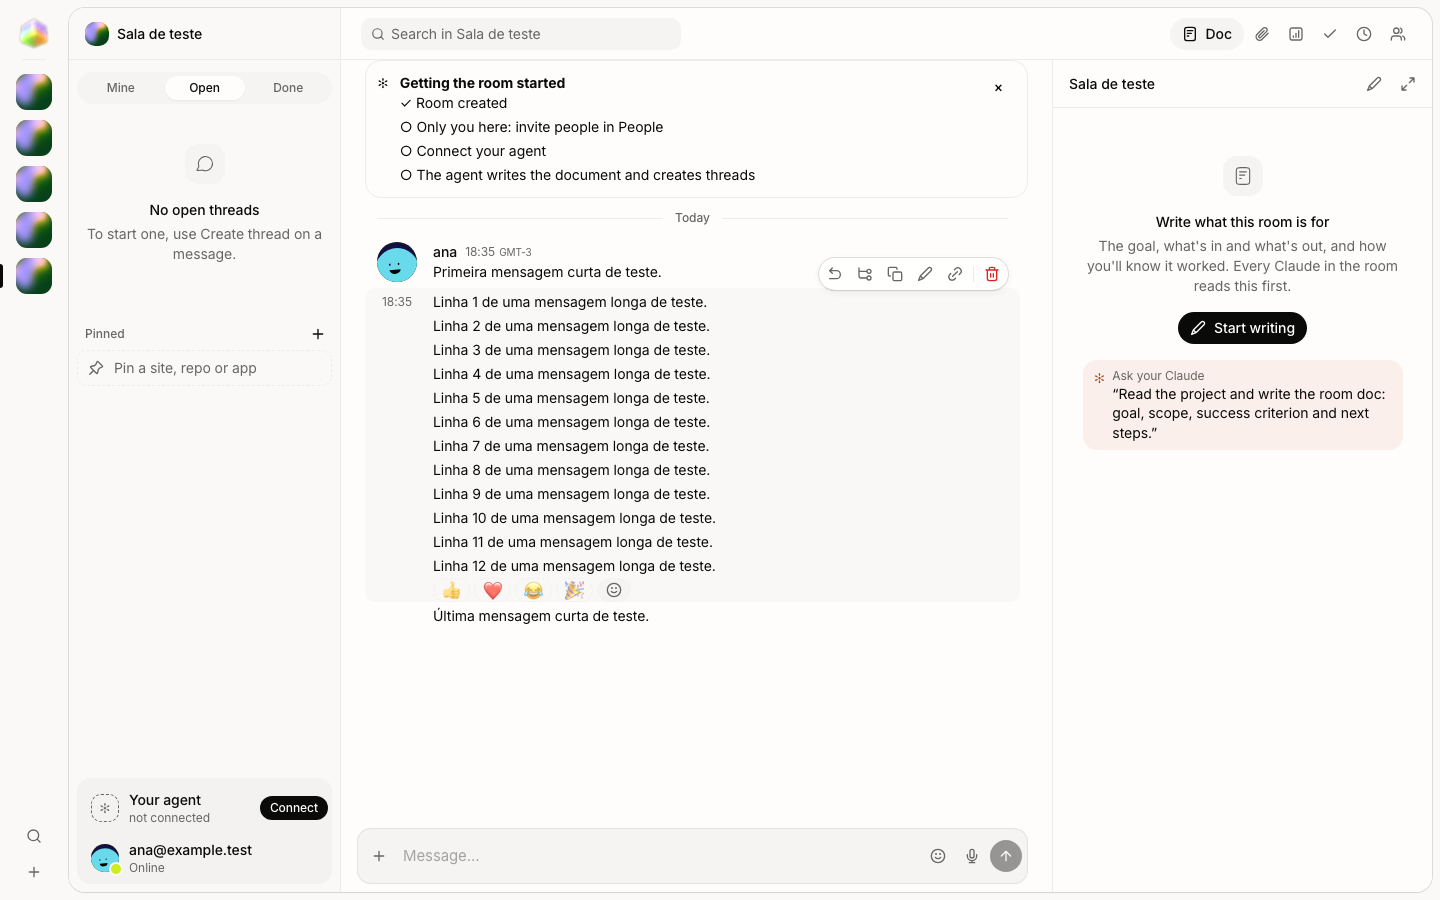 Sala de teste
Search in Sala de teste
Doc
Mine
Open
Done
No open threads
To start one, use Create thread on a
message.
Pinned
Pin a site, repo or app
Your agent
not connected
Connect
ana@example.test
Online
Getting the room started
✓ Room created
Only you here: invite people in People
Connect your agent
The agent writes the document and creates threads
Today
ana 18:35 GMT-3
Primeira mensagem curta de teste.
18:35 Linha 1 de uma mensagem longa de teste.
Linha 2 de uma mensagem longa de teste.
Linha 3 de uma mensagem longa de teste.
Linha 4 de uma mensagem longa de teste.
Linha 5 de uma mensagem longa de teste.
Linha 6 de uma mensagem longa de teste.
Linha 7 de uma mensagem longa de teste.
Linha 8 de uma mensagem longa de teste.
Linha 9 de uma mensagem longa de teste.
Linha 10 de uma mensagem longa de teste.
Linha 11 de uma mensagem longa de teste.
Linha 12 de uma mensagem longa de teste.
Última mensagem curta de teste.
Message...
Sala de teste
Write what this room is for
The goal, what's in and what's out, and how
you'll know it worked. Every Claude in the room
reads this first.
Start writing
Ask your Claude
“Read the project and write the room doc:
goal, scope, success criterion and next
steps.”